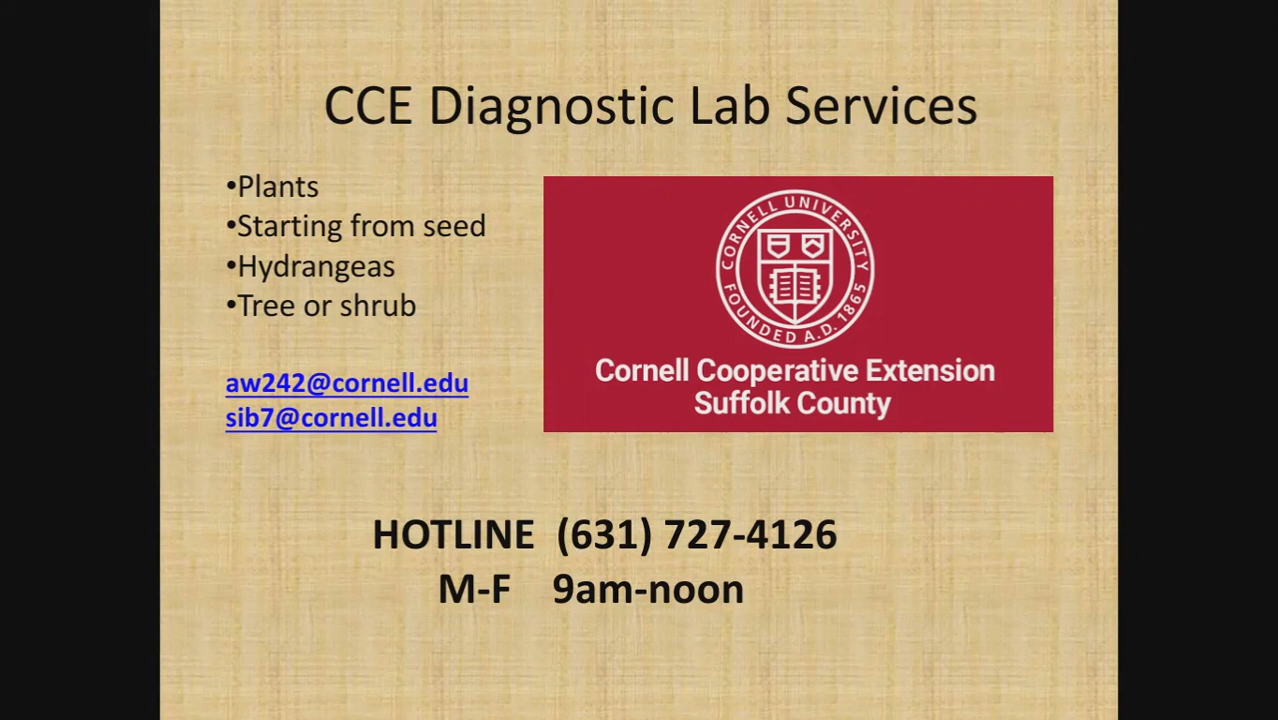 CCE Diagnostic Lab Services
•Plants
•Starting from seed
•Hydrangeas
•Tree or shrub
aw242@cornell.edu
sib7@cornell.edu
CORNELL UNIVERSITY
FOUNDED A.D. 1865
Cornell Cooperative Extension
Suffolk County
HOTLINE (631) 727-4126
M-F 9am-noon